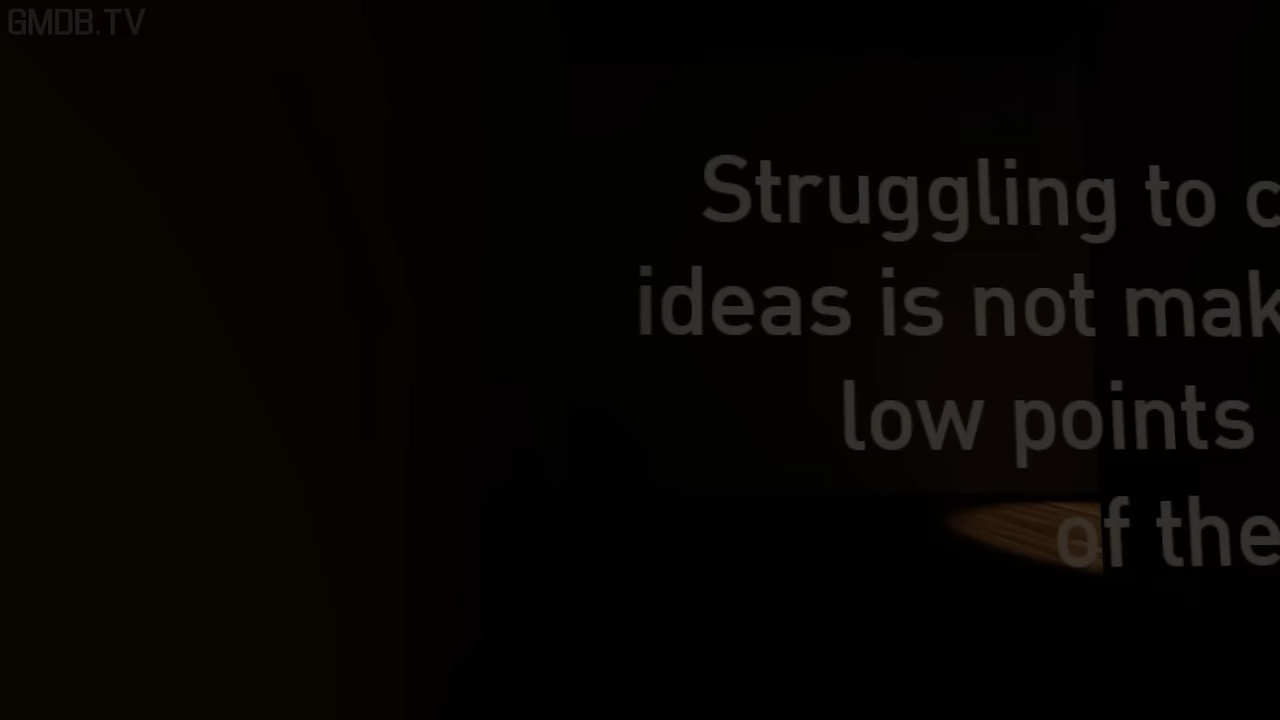 GMDB.TV
Struggling to c
ideas is not mak
low points
of the